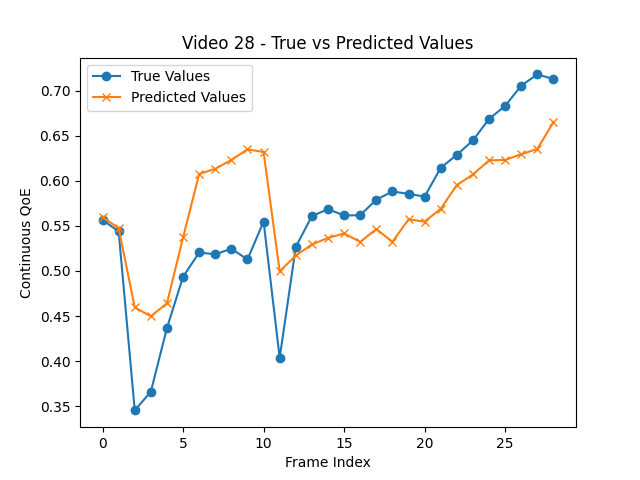 Video 28 - True vs Predicted Values
True Values
Predicted Values
Continuous QoE
0.70
0.65
0.60
0.55
0.50
0.45
0.40
0.35
0 5 10 15 20 25
Frame Index